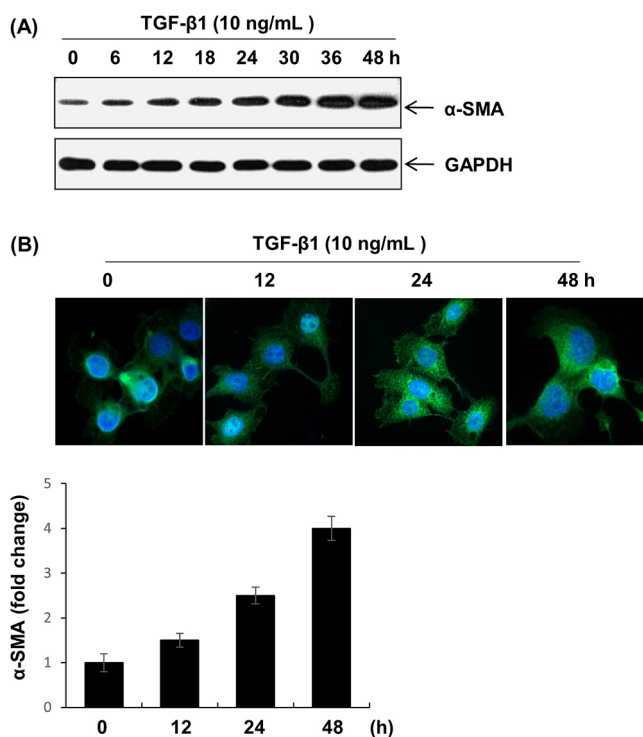 (A)
TGF-β1 (10 ng/mL )
0 6 12 18 24 30 36 48 h
α-SMA
GAPDH
(B)
TGF-β1 (10 ng/mL )
0 12 24 48 h
α-SMA (fold change)
5
4
3
2
1
0
0 12 24 48 (h)